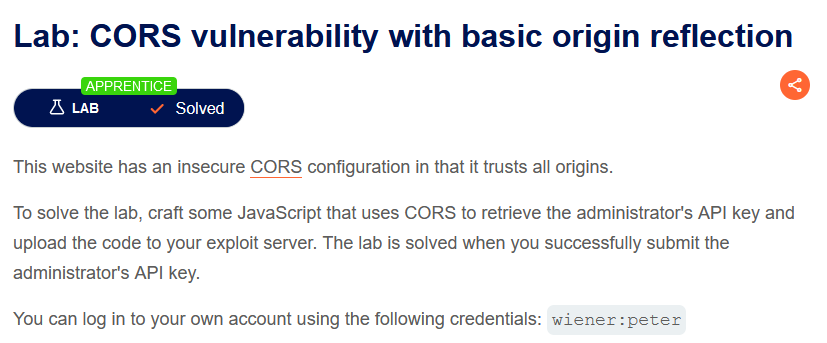 Lab: CORS vulnerability with basic origin reflection
APPRENTICE
LAB
Solved
This website has an insecure CORS configuration in that it trusts all origins.
To solve the lab, craft some JavaScript that uses CORS to retrieve the administrator's API key and
upload the code to your exploit server. The lab is solved when you successfully submit the
administrator's API key.
You can log in to your own account using the following credentials: wiener:peter